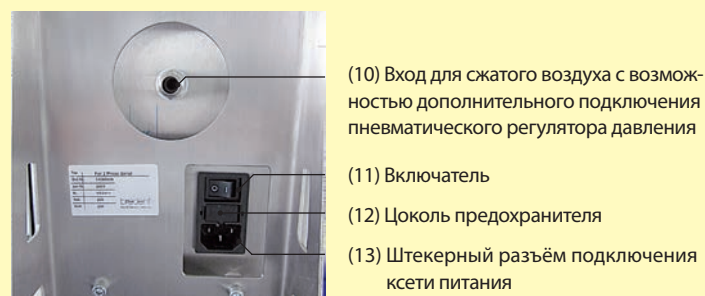 (10) Вход для сжатого воздуха с возмож-
ностью дополнительного подключения
пневматического регулятора давления
(11) Включатель
(12) Цоколь предохранителя
(13) Штекерный разъём подключения
ксети питания